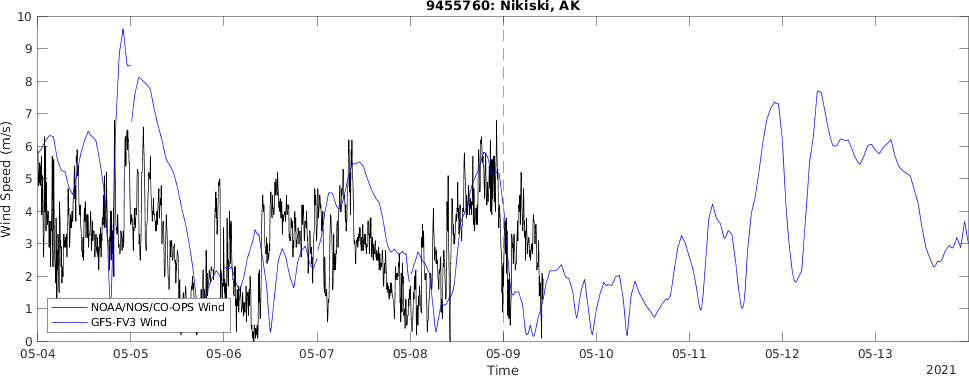 9455760: Nikiski, AK
10
9
8
7
6
5
4
3
2
1
0
Wind Speed (m/s)
NOAA/NOS/CO-OPS Wind
GFS-FV3 Wind
05-04 05-05 05-06 05-07 05-08 05-09 05-10 05-11 05-12 05-13
Time
2021